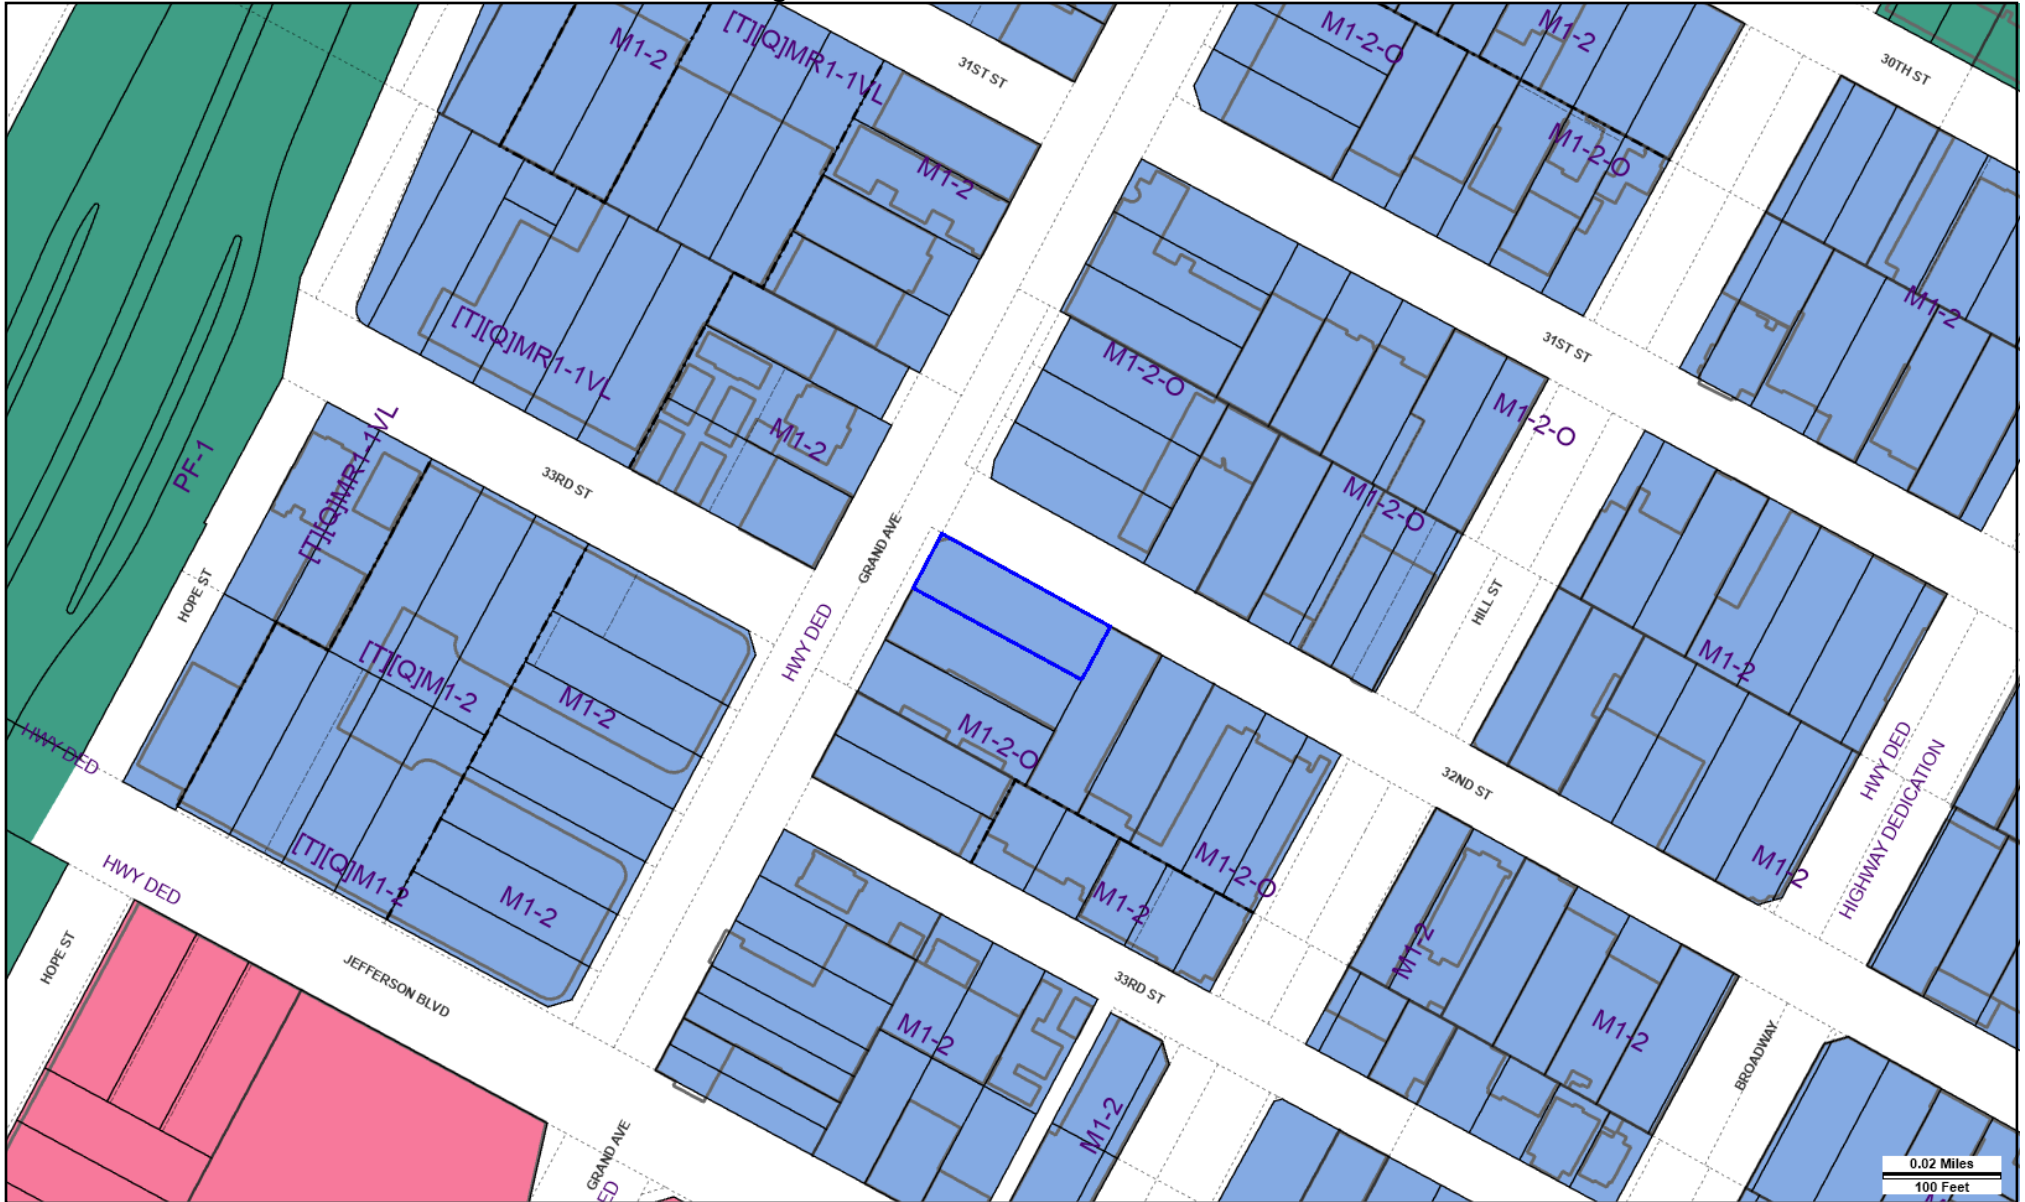 M1-2
[T][Q]MR1-1VL
31ST ST
M1-2-O
M1-2
30TH ST
M1-2
M1-2-O
M1-2
[T][Q]MR1-1VL
M1-2-O
31ST ST
M1-2-O
M1-2
PF-1
[T][Q]MR1-1VL
33RD ST
M1-2-O
GRAND AVE
HOPE ST
HWY DED
HILL ST
[T][Q]M1-2
M1-2
M1-2
HWY DED
M1-2-O
32ND ST
HWY DED
HIGHWAY DEDICATION
HWY DED
[T][Q]M1-2
M1-2
M1-2
M1-2-O
M1-2
M1-2
HOPE ST
JEFFERSON BLVD
33RD ST
M1-2
M1-2
BROADWAY
M1-2
GRAND AVE
ED
0.02 Miles
100 Feet